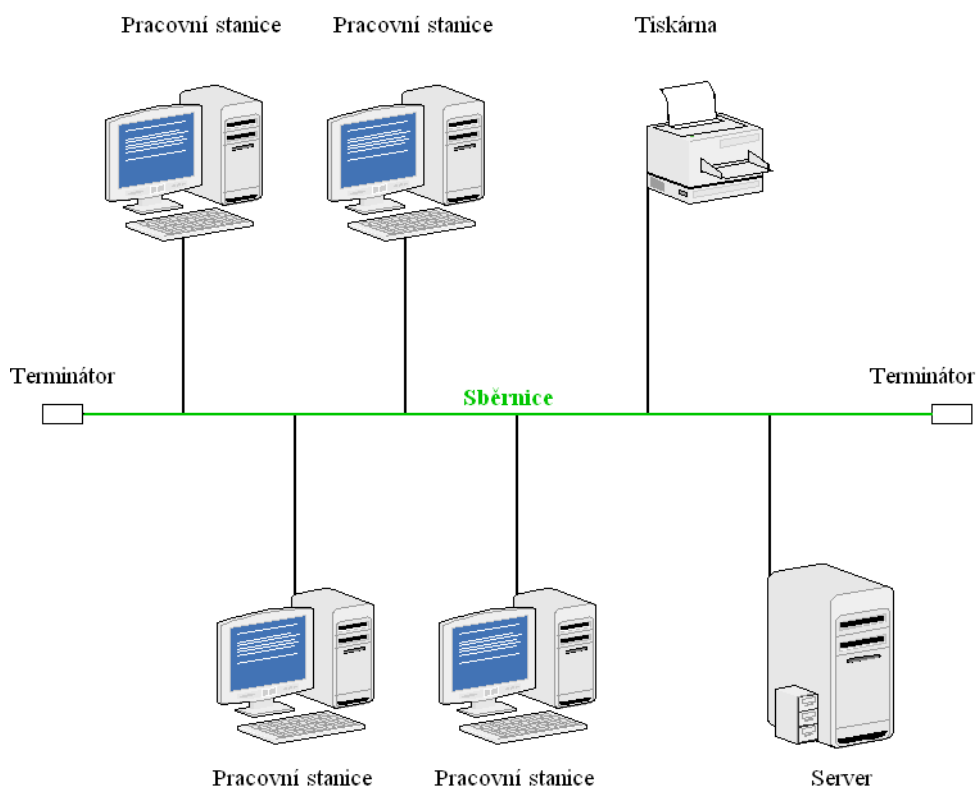 Pracovní stanice
Pracovní stanice
Tiskárna
Terminátor
Sběrnice
Terminátor
Pracovní stanice
Pracovní stanice
Server